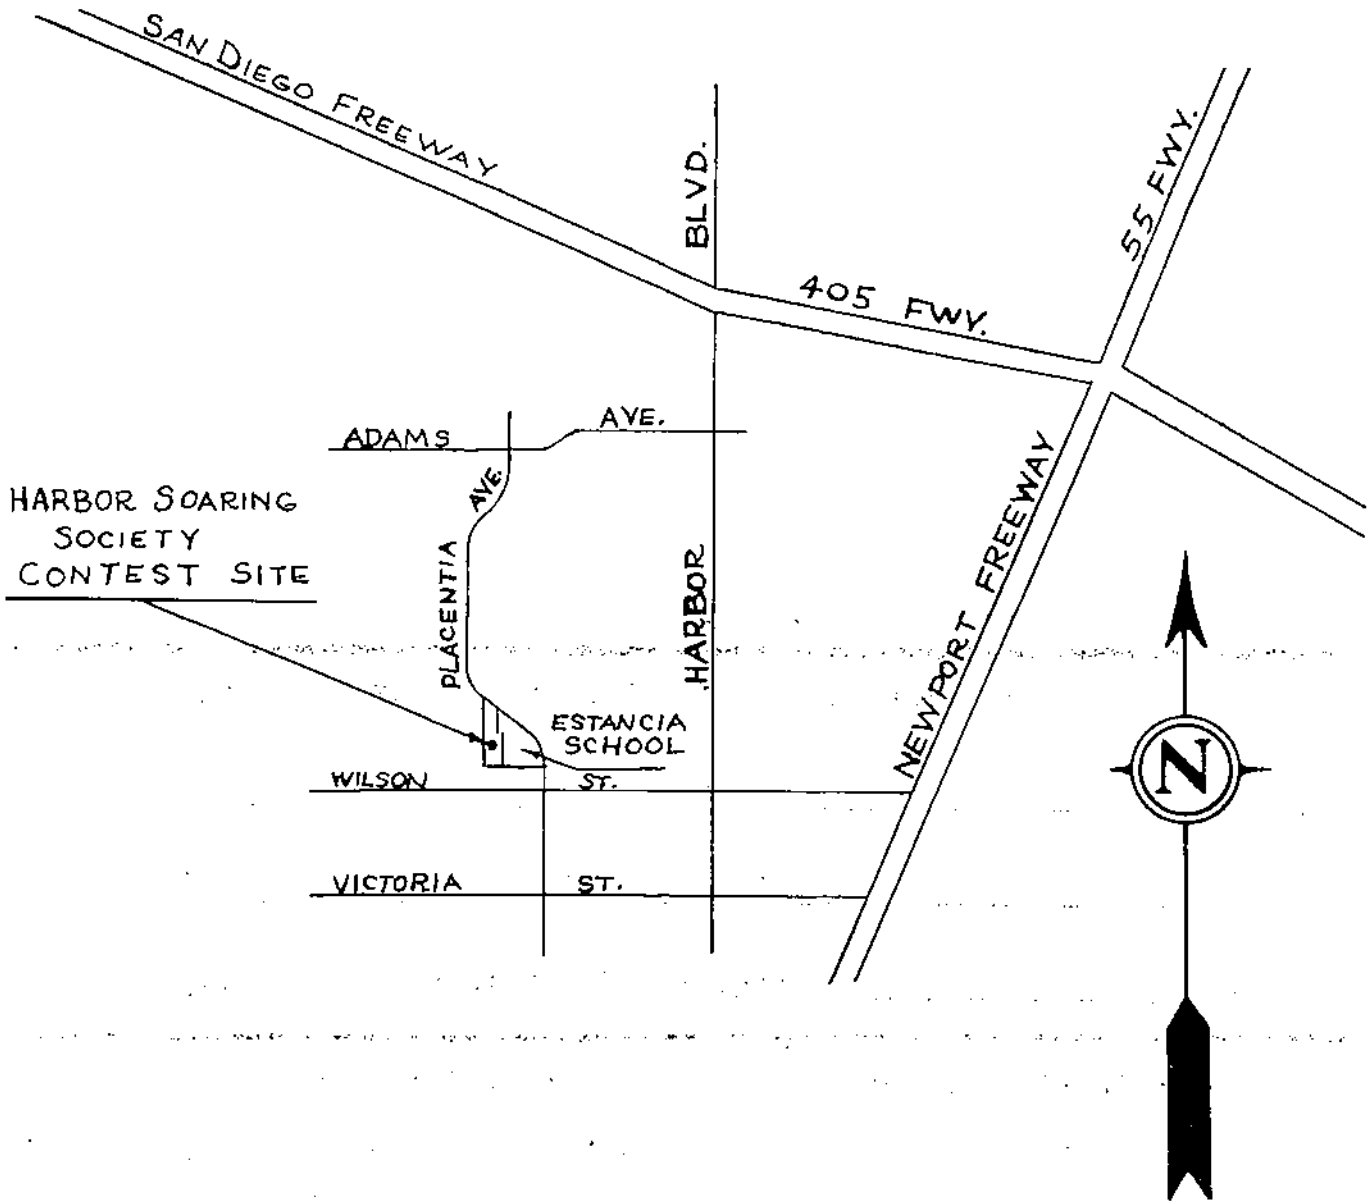 SAN DIEGO FREEWAY
BLVD.
55 FWY.
405 FWY.
ADAMS AVE.
HARBOR SOARING
SOCIETY
CONTEST SITE
PLACENTIA AVE.
HARBOR
NEWPORT FREEWAY
ESTANCIA
SCHOOL
N
WILSON ST.
VICTORIA ST.